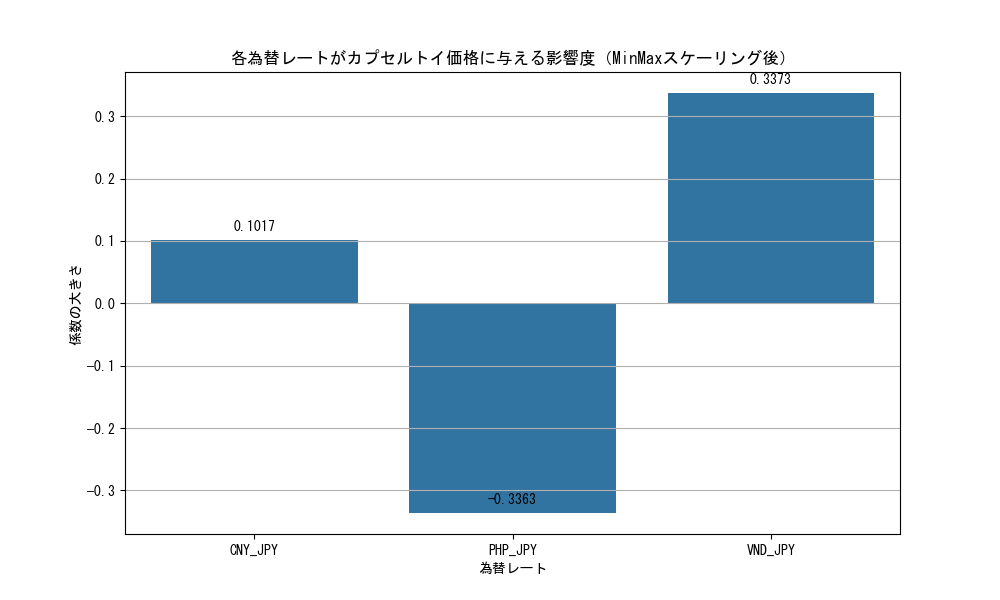 各為替レートがカプセルトイ価格に与える影響度 (MinMaxスケーリング後)
係数の大きさ
0.3
0.2
0.1
0.0
−0.1
−0.2
−0.3
0.1017
−0.3363
0.3373
CNY_JPY
PHP_JPY
VND_JPY
為替レート